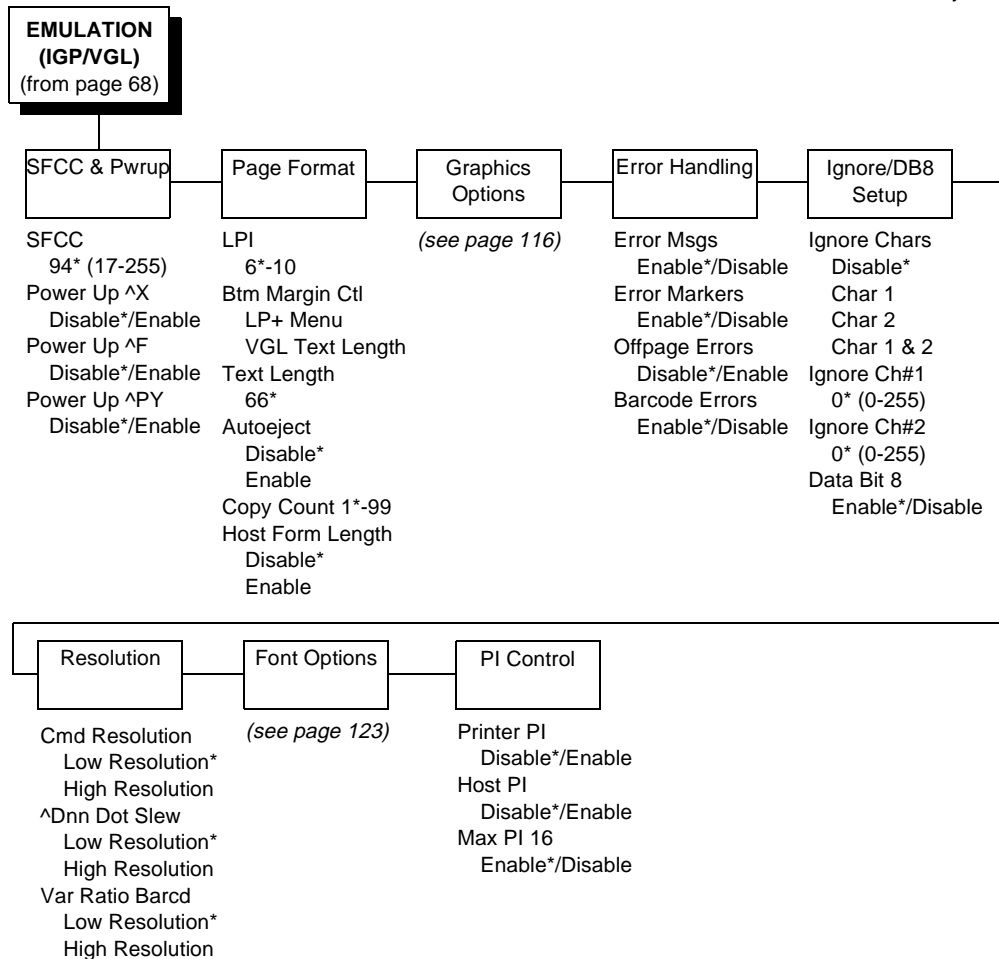 EMULATION
(IGP/VGL)
(from page 68)
SFCC & Pwrup
SFCC
94* (17-255)
Power Up ^X
Disable*/Enable
Power Up ^F
Disable*/Enable
Power Up ^PY
Disable*/Enable
Page Format
LPI
6*-10
Btm Margin Ctl
LP+ Menu
VGL Text Length
Text Length
66*
Autoeject
Disable*
Enable
Copy Count 1*-99
Host Form Length
Disable*
Enable
Graphics
Options
(see page 116)
Error Handling
Error Msgs
Enable*/Disable
Error Markers
Enable*/Disable
Offpage Errors
Disable*/Enable
Barcode Errors
Enable*/Disable
Ignore/DB8
Setup
Ignore Chars
Disable*
Char 1
Char 2
Char 1 & 2
Ignore Ch#1
0* (0-255)
Ignore Ch#2
0* (0-255)
Data Bit 8
Enable*/Disable
Resolution
Cmd Resolution
Low Resolution*
High Resolution
^Dnn Dot Slew
Low Resolution*
High Resolution
Var Ratio Barcd
Low Resolution*
High Resolution
Font Options
(see page 123)
PI Control
Printer PI
Disable*/Enable
Host PI
Disable*/Enable
Max PI 16
Enable*/Disable